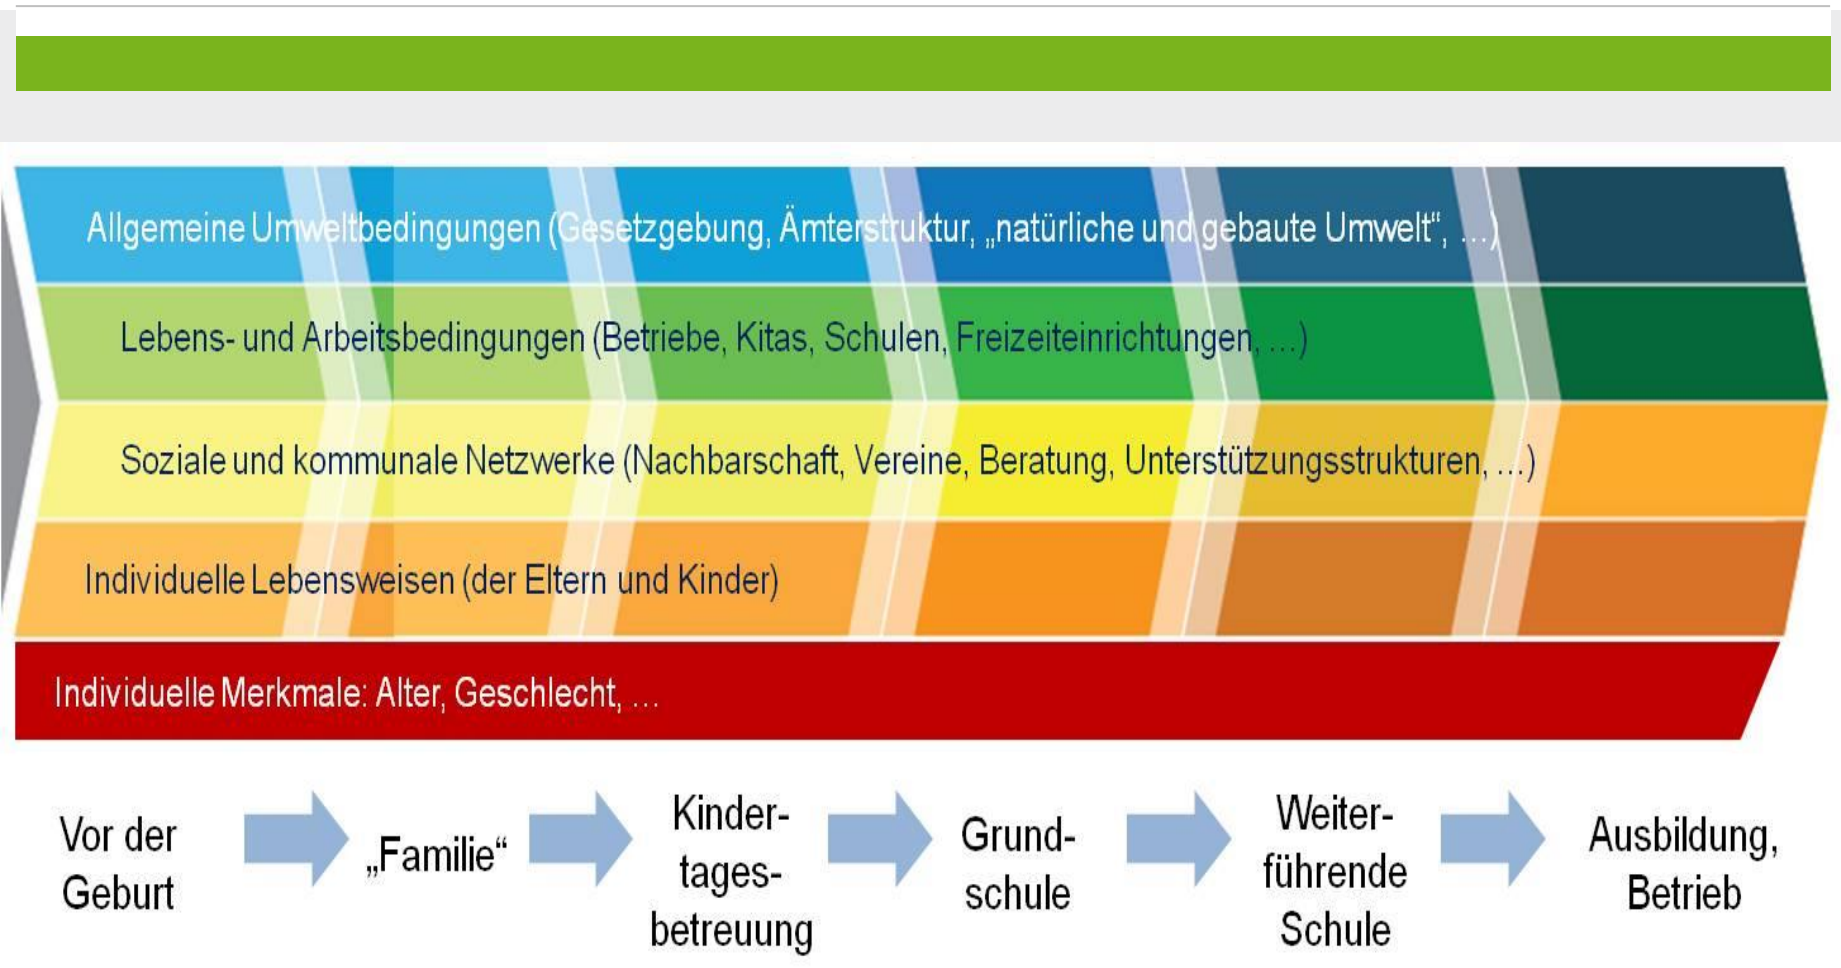 Allgemeine Umweltbedingungen (Gesetzgebung, Ämterstruktur, „natürliche und gebaute Umwelt“, …)
Lebens- und Arbeitsbedingungen (Betriebe, Kitas, Schulen, Freizeiteinrichtungen, …)
Soziale und kommunale Netzwerke (Nachbarschaft, Vereine, Beratung, Unterstützungsstrukturen, …)
Individuelle Lebensweisen (der Eltern und Kinder)
Individuelle Merkmale: Alter, Geschlecht, …
Vor der
Geburt
„Familie“
Kinder-
tages-
betreuung
Grund-
schule
Weiter-
führende
Schule
Ausbildung,
Betrieb